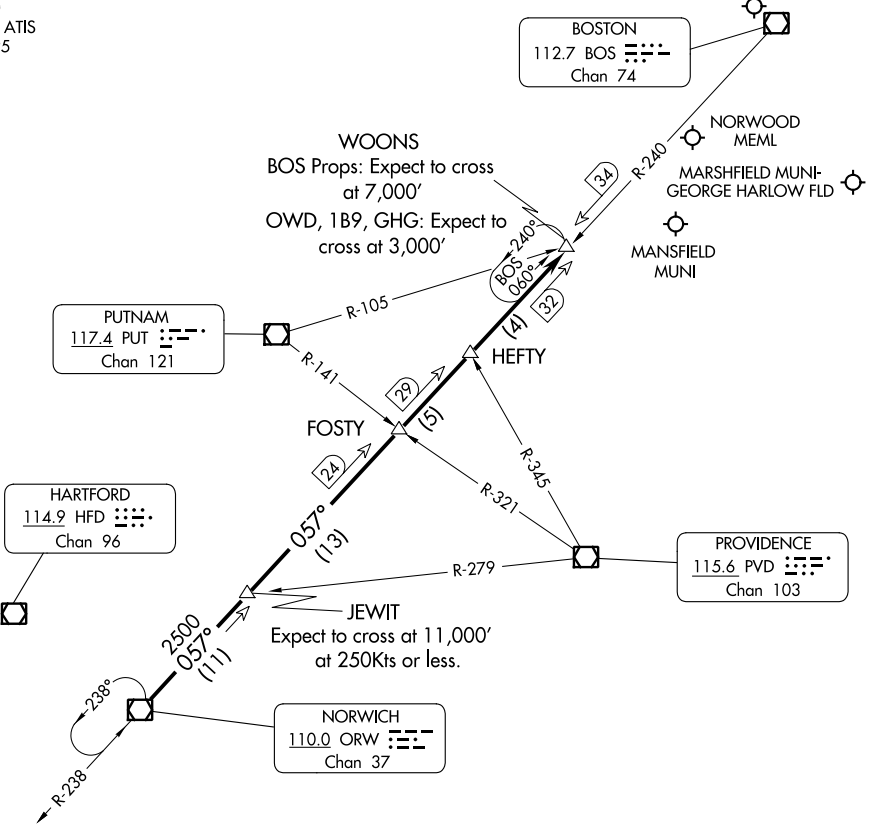 ATIS
5
BOSTON
112.7 BOS
Chan 74
NORWOOD
MEML
R-240
MARSHFIELD MUNI-
GEORGE HARLOW FLD
34
MANSFIELD
MUNI
WOONS
BOS Props: Expect to cross
at 7,000'
OWD, 1B9, GHG: Expect to
cross at 3,000'
240°
BOS
060°
32
(4)
R-105
PUTNAM
117.4 PUT
Chan 121
R-141
HEFTY
29
(5)
FOSTY
24
R-345
R-321
HARTFORD
114.9 HFD
Chan 96
057°
(13)
PROVIDENCE
115.6 PVD
Chan 103
R-279
JEWIT
Expect to cross at 11,000'
at 250Kts or less.
2500
057°
(11)
238°
NORWICH
110.0 ORW
Chan 37
R-238